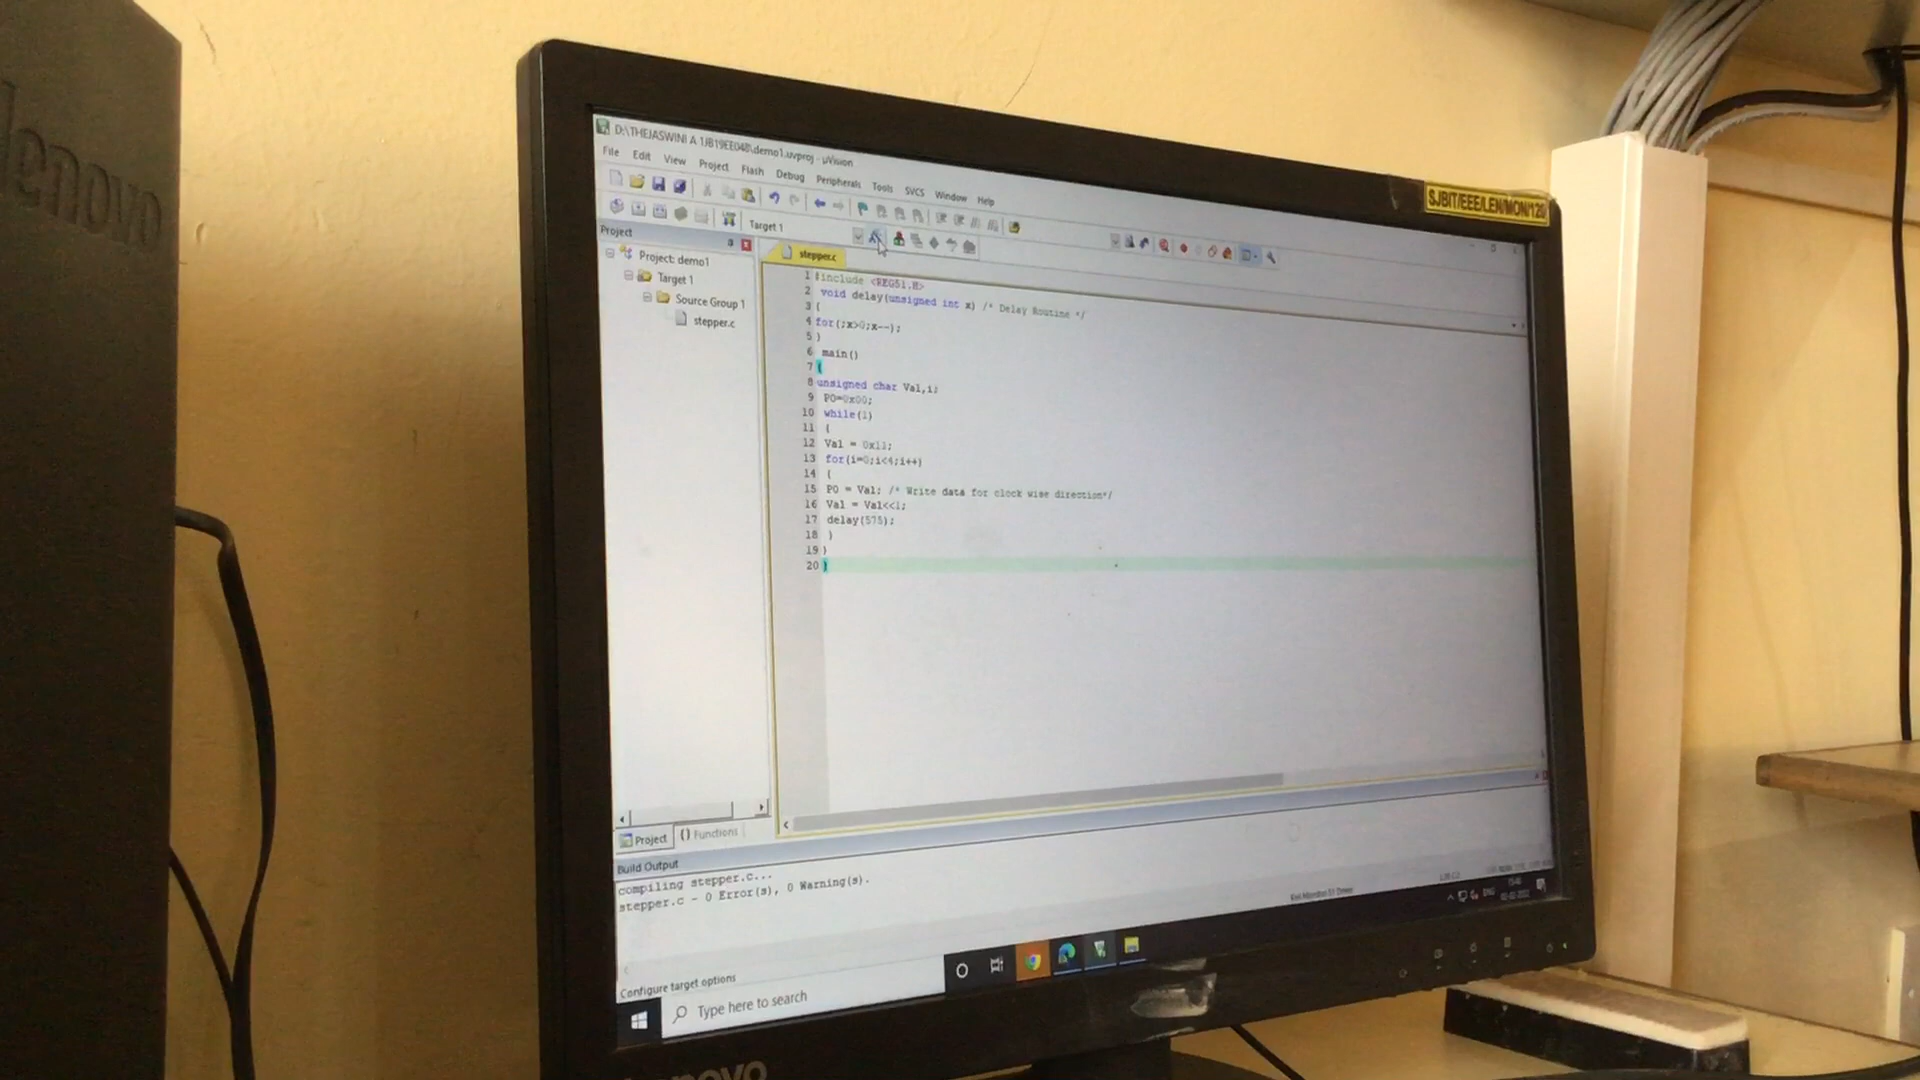 lenovo
SJBIT/EEE/LEN/MON/120
D:\THEJASWINI A 1JB19EE048\demo1.uvproj - µVision
File Edit View Project Flash Debug Peripherals Tools SVCS Window Help
Target 1
Project
Project: demo1
Target 1
Source Group 1
stepper.c
stepper.c
1 #include <REG51.H>
2 void delay(unsigned int x) /* Delay Routine */
3 {
4 for(;x>0;x--);
5 }
6 main()
7 {
8 unsigned char Val,i;
9 P0=0x00;
10 while(1)
11 {
12 Val = 0x11;
13 for(i=0;i<4;i++)
14 {
15 P0 = Val; /* Write data for clock wise direction*/
16 Val = Val<<1;
17 delay(575);
18 }
19 }
20 }
Project {} Functions
Build Output
compiling stepper.c...
stepper.c - 0 Error(s), 0 Warning(s).
Configure target options
ENG
Type here to search
lenovo